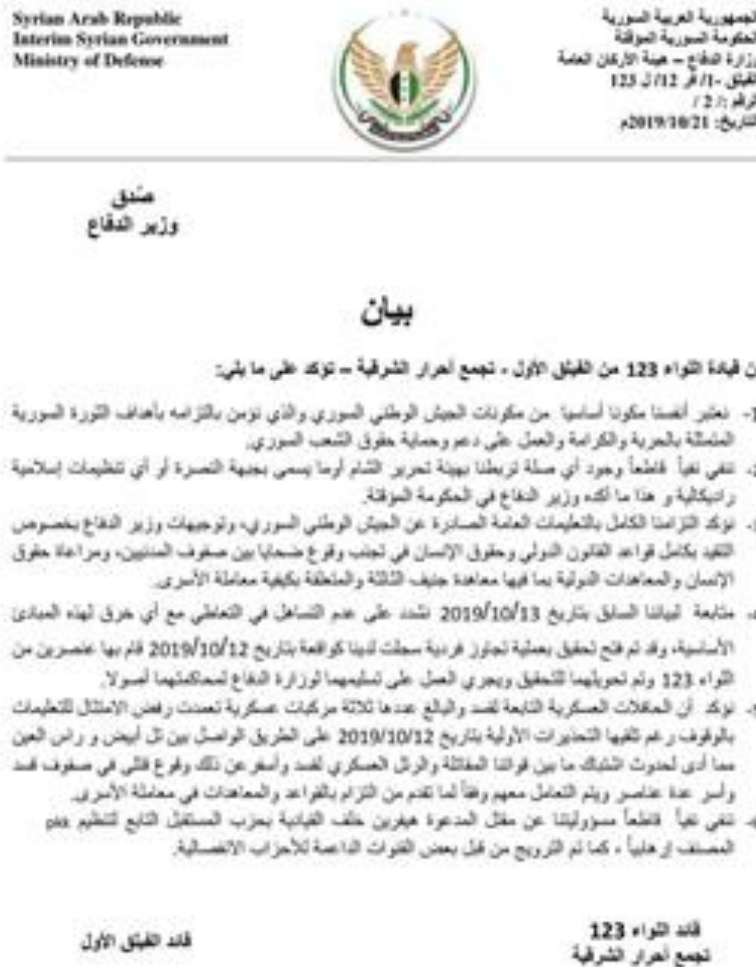 Syrian Arab Republic
Interim Syrian Government
Ministry of Defense
الجمهورية العربية السورية
الحكومة السورية المؤقتة
وزارة الدفاع – هيئة الأركان العامة
الفيلق -1/ فر 12/ ل 123
الرقم :/ 2 /
التاريخ: 2019/10/21م
صُدق
وزير الدفاع
بيان
إن قيادة اللواء 123 من الفيلق الأول - تجمع أحرار الشرقية – تؤكد على ما يلي:
1- نعتبر أنفسنا مكونا أساسيا من مكونات الجيش الوطني السوري والذي نؤمن بالتزامه بأهداف الثورة السورية
المتمثلة بالحرية والكرامة والعمل على دعم وحماية حقوق الشعب السوري.
ننفي نفياً قاطعاً وجود أي صلة تربطنا بهيئة تحرير الشام أوما يسمى بجبهة النصرة أو أي تنظيمات إسلامية
راديكالية و هذا ما أكده وزير الدفاع في الحكومة المؤقتة.
نؤكد التزامنا الكامل بالتعليمات العامة الصادرة عن الجيش الوطني السوري، وتوجيهات وزير الدفاع بخصوص
التقيد بكامل قواعد القانون الدولي وحقوق الإنسان في تجنب وقوع ضحايا بين صفوف المدنيين، ومراعاة حقوق
الإنسان والمعاهدات الدولية بما فيها معاهدة جنيف الثالثة والمتعلقة بكيفية معاملة الأسرى.
متابعة لبياننا السابق بتاريخ 2019/10/13 نشدد على عدم التساهل في التعاطي مع أي خرق لهذه المبادئ
الأساسية، وقد تم فتح تحقيق بعملية تجاوز فردية سجلت لدينا كواقعة بتاريخ 2019/10/12 قام بها عنصرين من
اللواء 123 وتم تحويلهما للتحقيق ويجري العمل على تسليمهما لوزارة الدفاع لمحاكمتهما أصولا.
نؤكد أن الحافلات العسكرية التابعة لقسد والبالغ عددها ثلاثة مركبات عسكرية تعمدت رفض الامتثال للتعليمات
بالوقوف رغم تلقيها التحذيرات الأولية بتاريخ 2019/10/12 على الطريق الواصل بين تل أبيض و راس العين
مما أدى لحدوث اشتباك ما بين قواتنا المقاتلة والرتل العسكري لقسد وأسفر عن ذلك وقوع قتلى في صفوف قسد
وأسر عدة عناصر ويتم التعامل معهم وفقاً لما تقدم من التزام بالقواعد والمعاهدات في معاملة الأسرى.
ننفي نفياً قاطعاً مسؤوليتنا عن مقتل المدعوة هيفرين خلف القيادية بحزب المستقبل التابع لتنظيم pkk
المصنف إرهابياً ، كما تم الترويج من قبل بعض القنوات الداعمة للأحزاب الانفصالية.
قائد اللواء 123
تجمع أحرار الشرقية
قائد الفيلق الأول